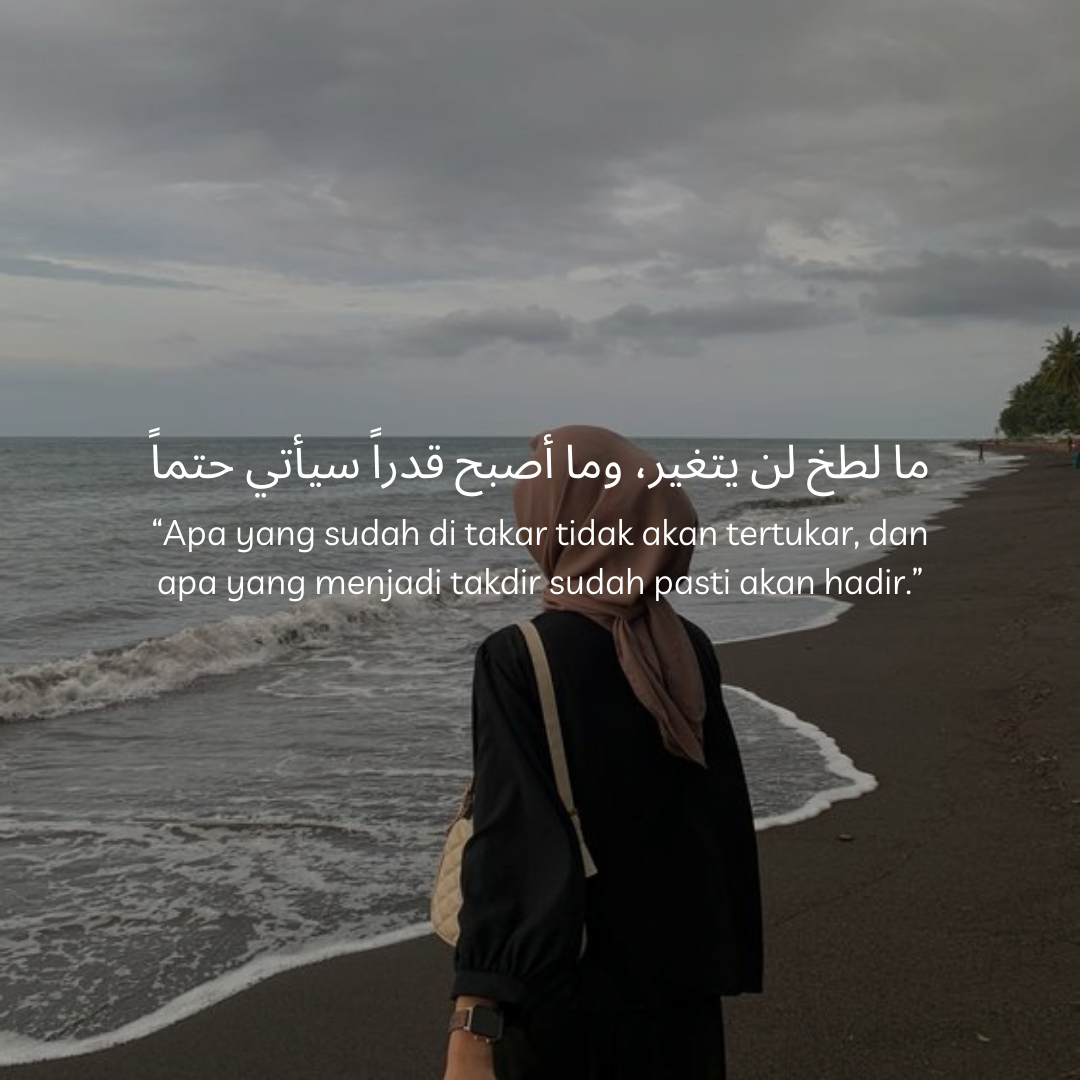 ما لطخ لن يتغير، وما أصبح قدراً سيأتي حتماً
“Apa yang sudah di takar tidak akan tertukar, dan
apa yang menjadi takdir sudah pasti akan hadir.”